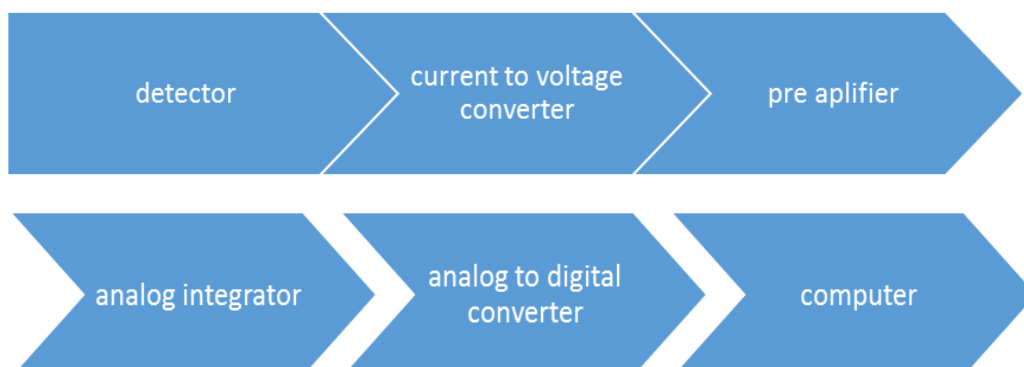 detector
current to voltage
converter
pre aplifier
analog integrator
analog to digital
converter
computer